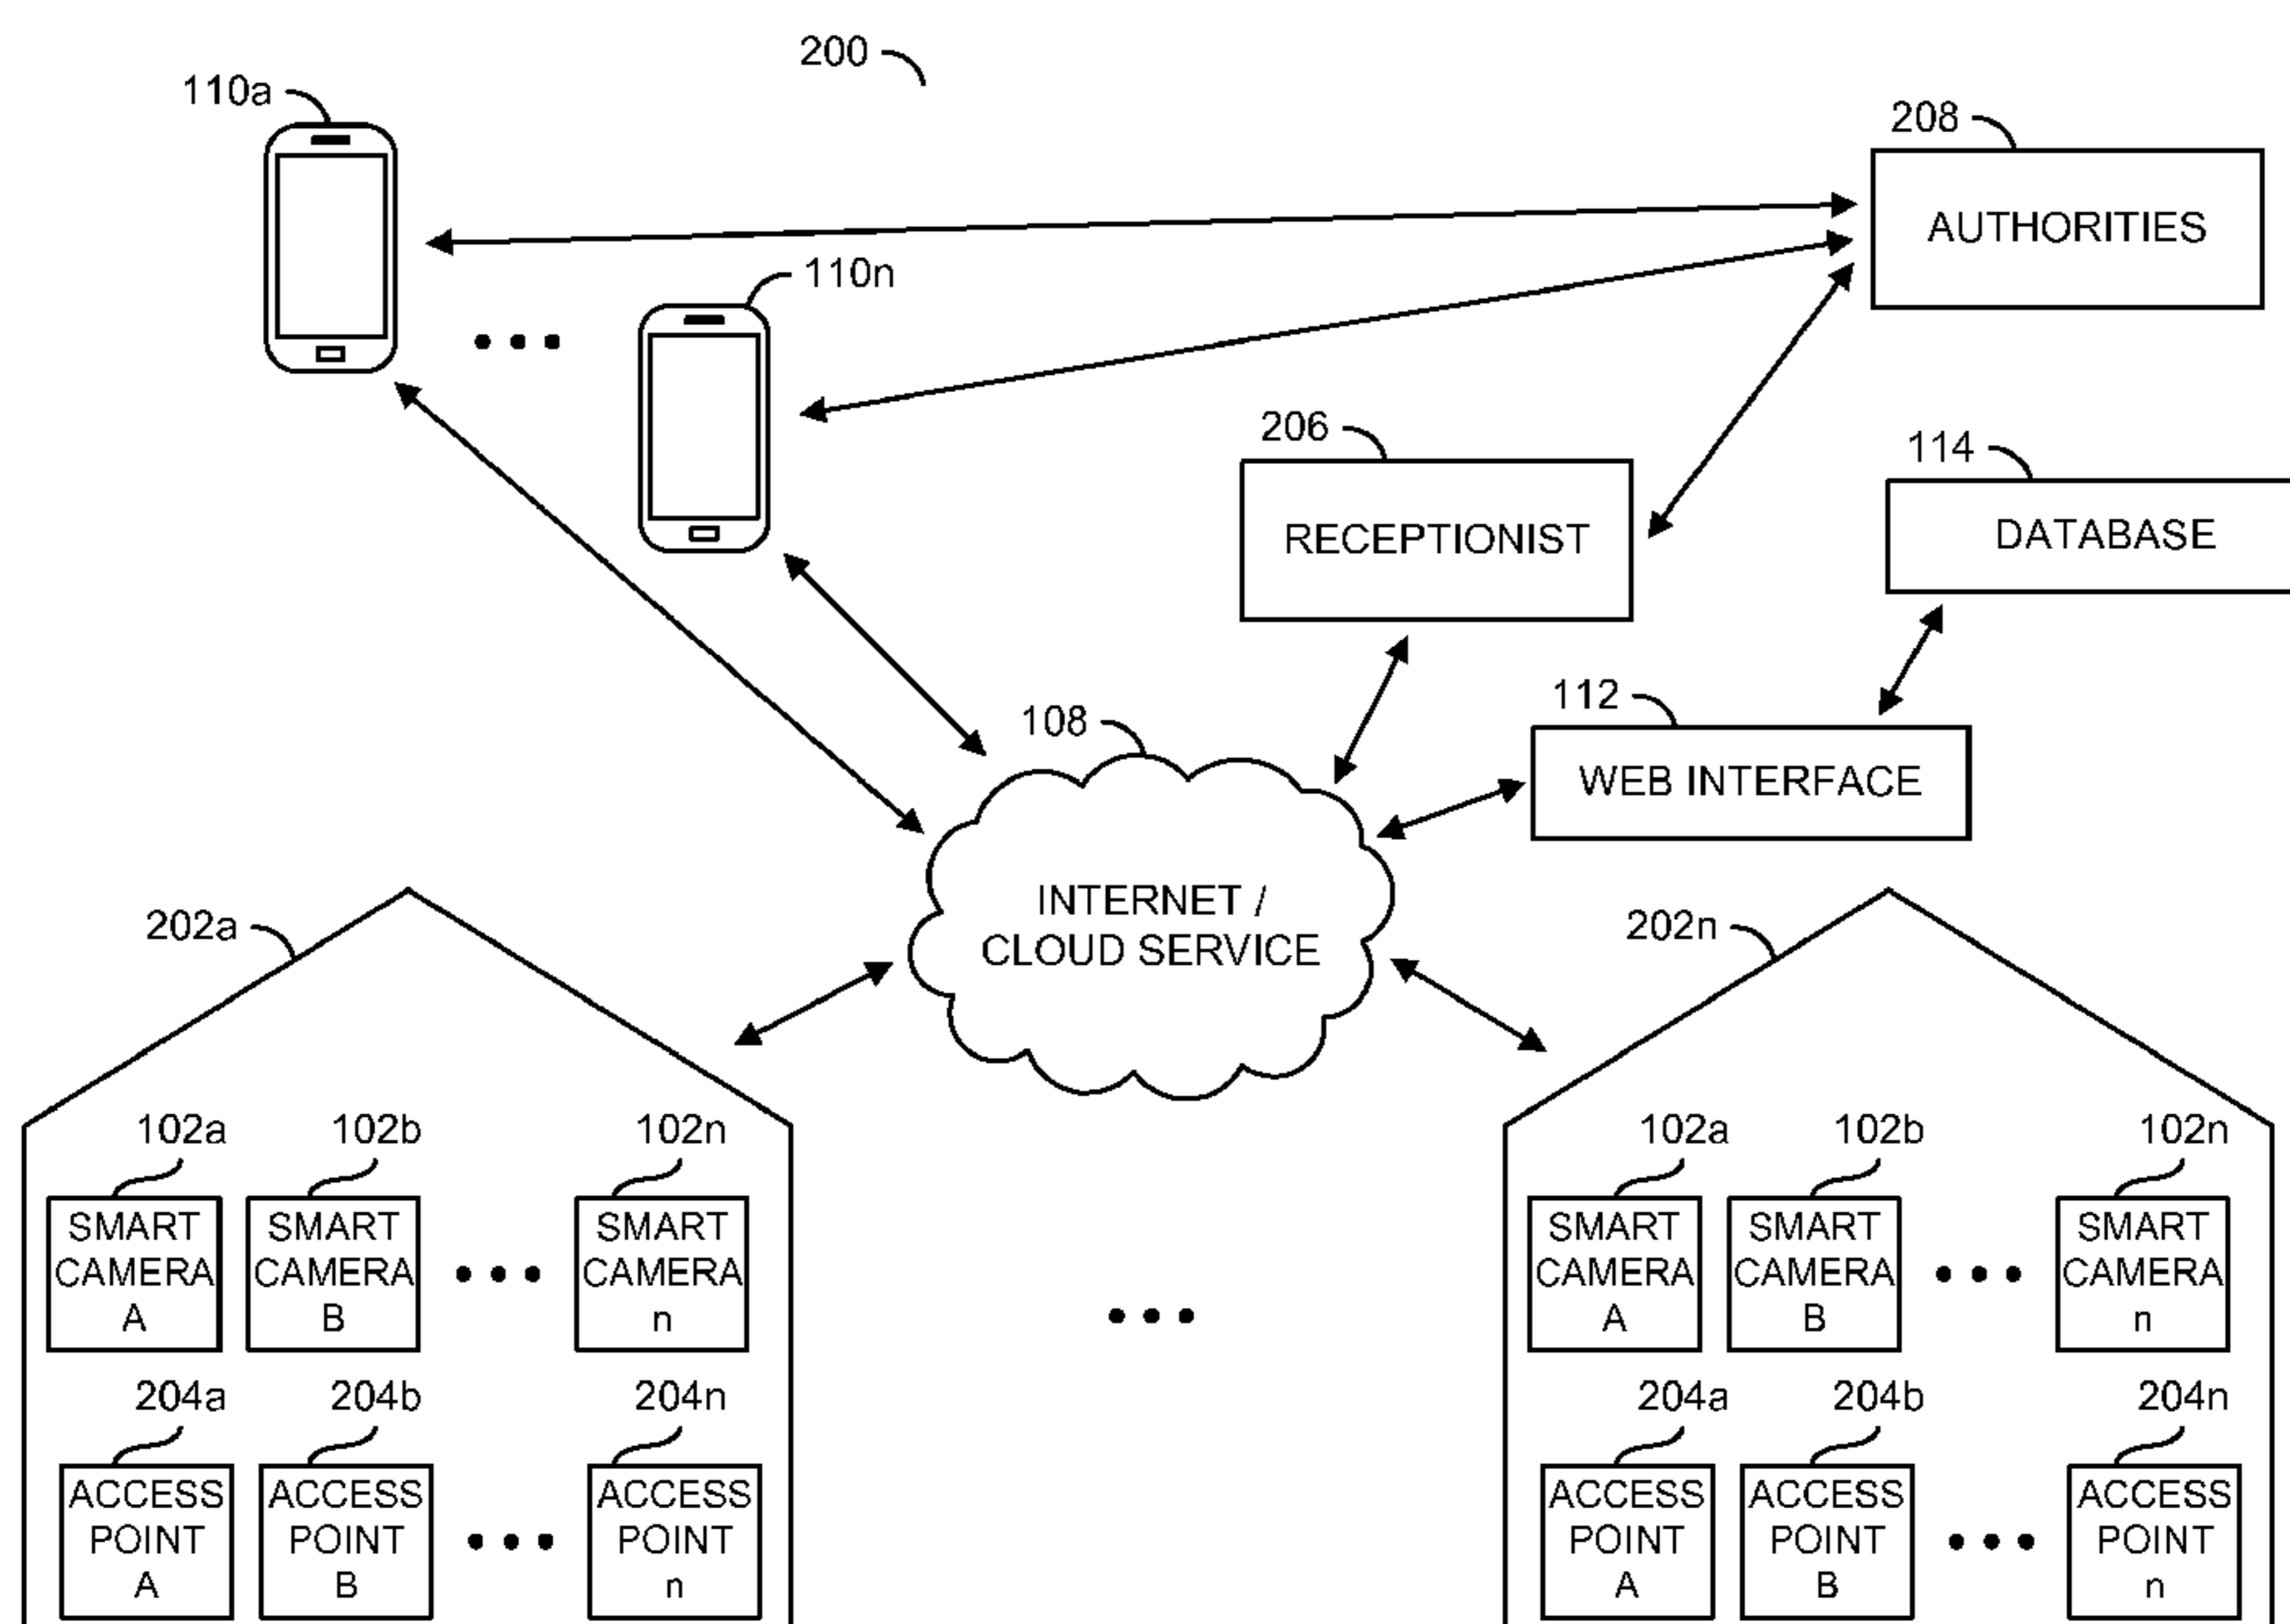 200
110a
208
AUTHORITIES
110n
206
RECEPTIONIST
114
DATABASE
112
WEB INTERFACE
108
INTERNET /
CLOUD SERVICE
202a
102a
102b
102n
SMART
CAMERA
A
SMART
CAMERA
B
SMART
CAMERA
n
204a
204b
204n
ACCESS
POINT
A
ACCESS
POINT
B
ACCESS
POINT
n
202n
102a
102b
102n
SMART
CAMERA
A
SMART
CAMERA
B
SMART
CAMERA
n
204a
204b
204n
ACCESS
POINT
A
ACCESS
POINT
B
ACCESS
POINT
n